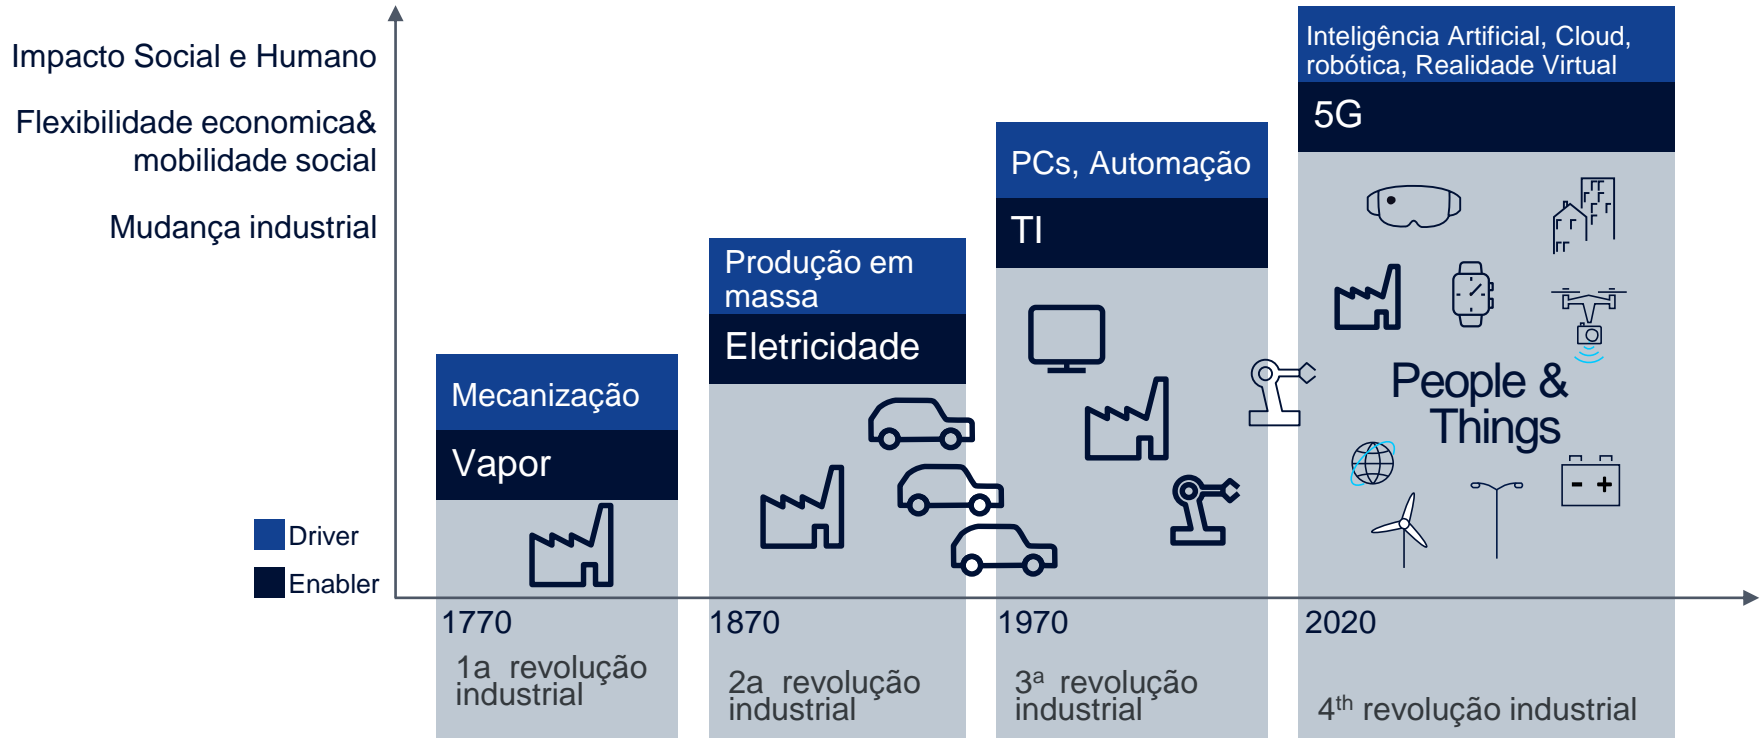 Impacto Social e Humano
Flexibilidade economica&
mobilidade social
Mudança industrial
Driver
Enabler
Mecanização
Vapor
1770
1a revolução
industrial
Produção em
massa
Eletricidade
1870
2a revolução
industrial
PCs, Automação
TI
1970
3ª revolução
industrial
Inteligência Artificial, Cloud,
robótica, Realidade Virtual
5G
People &
Things
- +
2020
4th revolução industrial